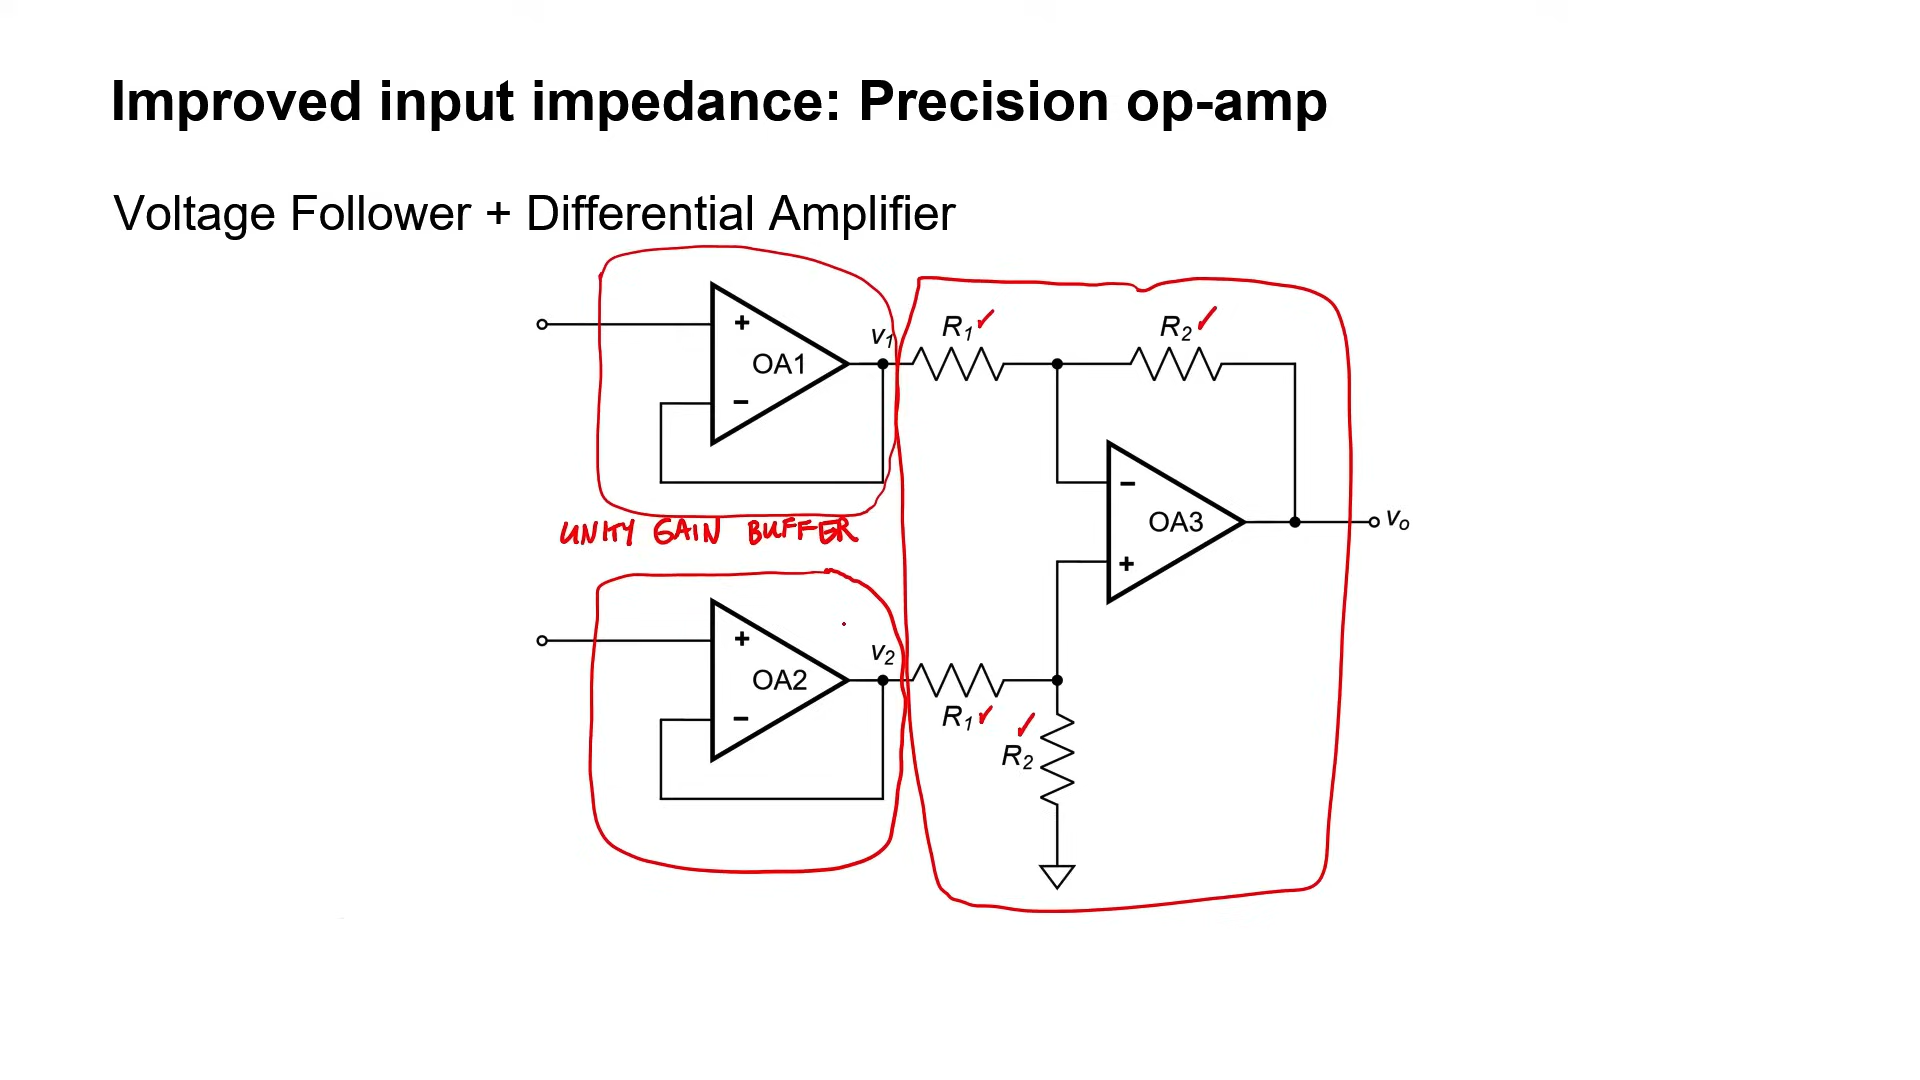 Improved input impedance: Precision op-amp
Voltage Follower + Differential Amplifier
+
OA1
−
v1
R1 ✓
R2 ✓
−
OA3
+
vo
UNITY GAIN BUFFER
+
OA2
−
v2
R1 ✓
✓
R2